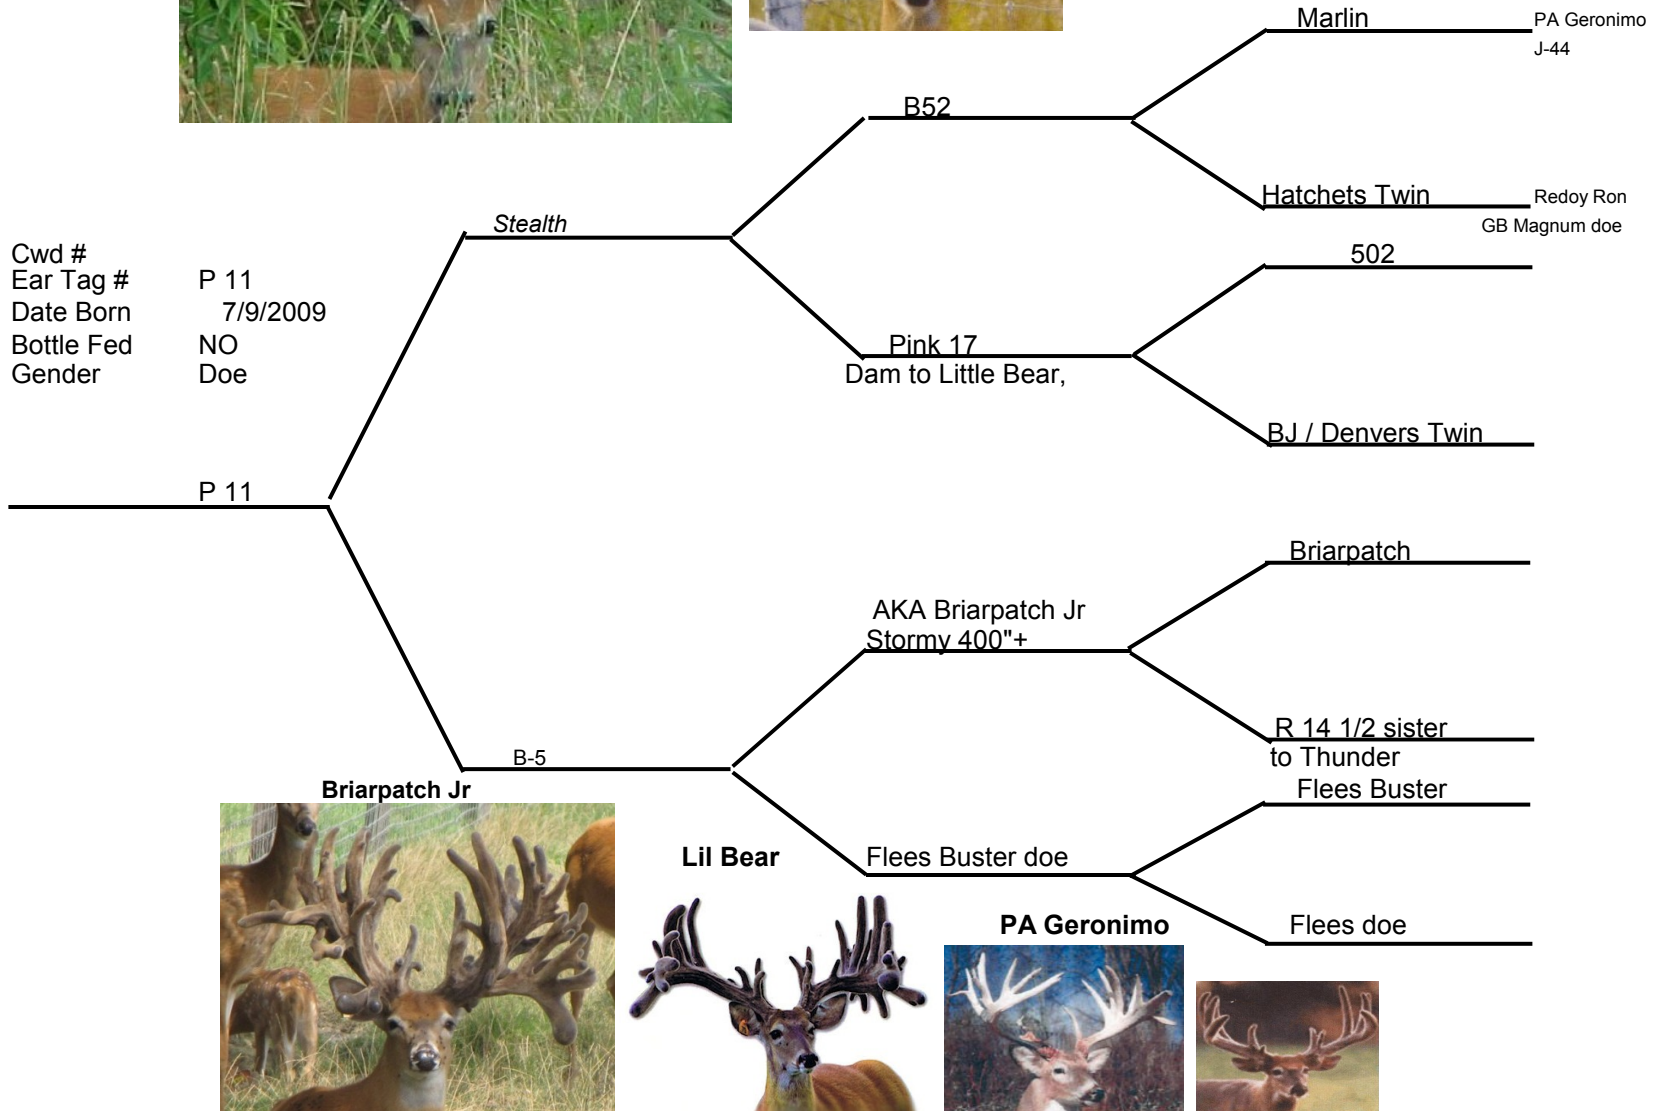 Marlin
PA Geronimo
J-44
B52
Hatchets Twin
Redoy Ron
GB Magnum doe
Stealth
502
Cwd #
Ear Tag # P 11
Date Born 7/9/2009
Bottle Fed NO
Gender Doe
Pink 17
Dam to Little Bear,
BJ / Denvers Twin
P 11
Briarpatch
AKA Briarpatch Jr
Stormy 400"+
R 14 1/2 sister
to Thunder
B-5
Briarpatch Jr
Flees Buster
Lil Bear
Flees Buster doe
PA Geronimo
Flees doe